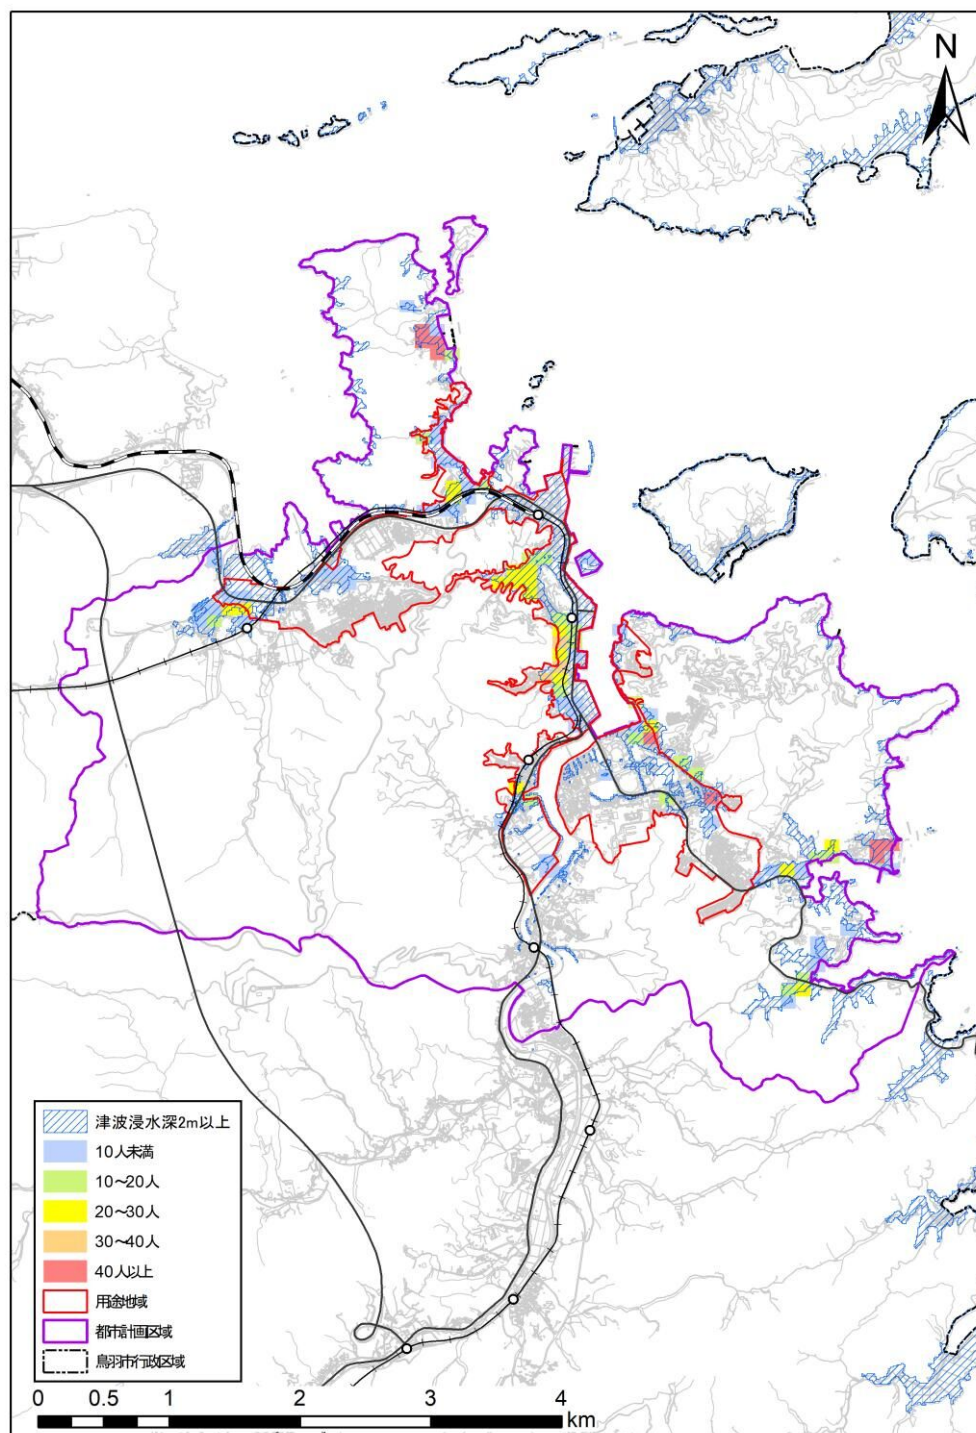 N
津波浸水深2m以上
10人未満
10～20人
20～30人
30～40人
40人以上
用途地域
都市計画区域
鳥羽市行政区域
0 0.5 1 2 3 4
km